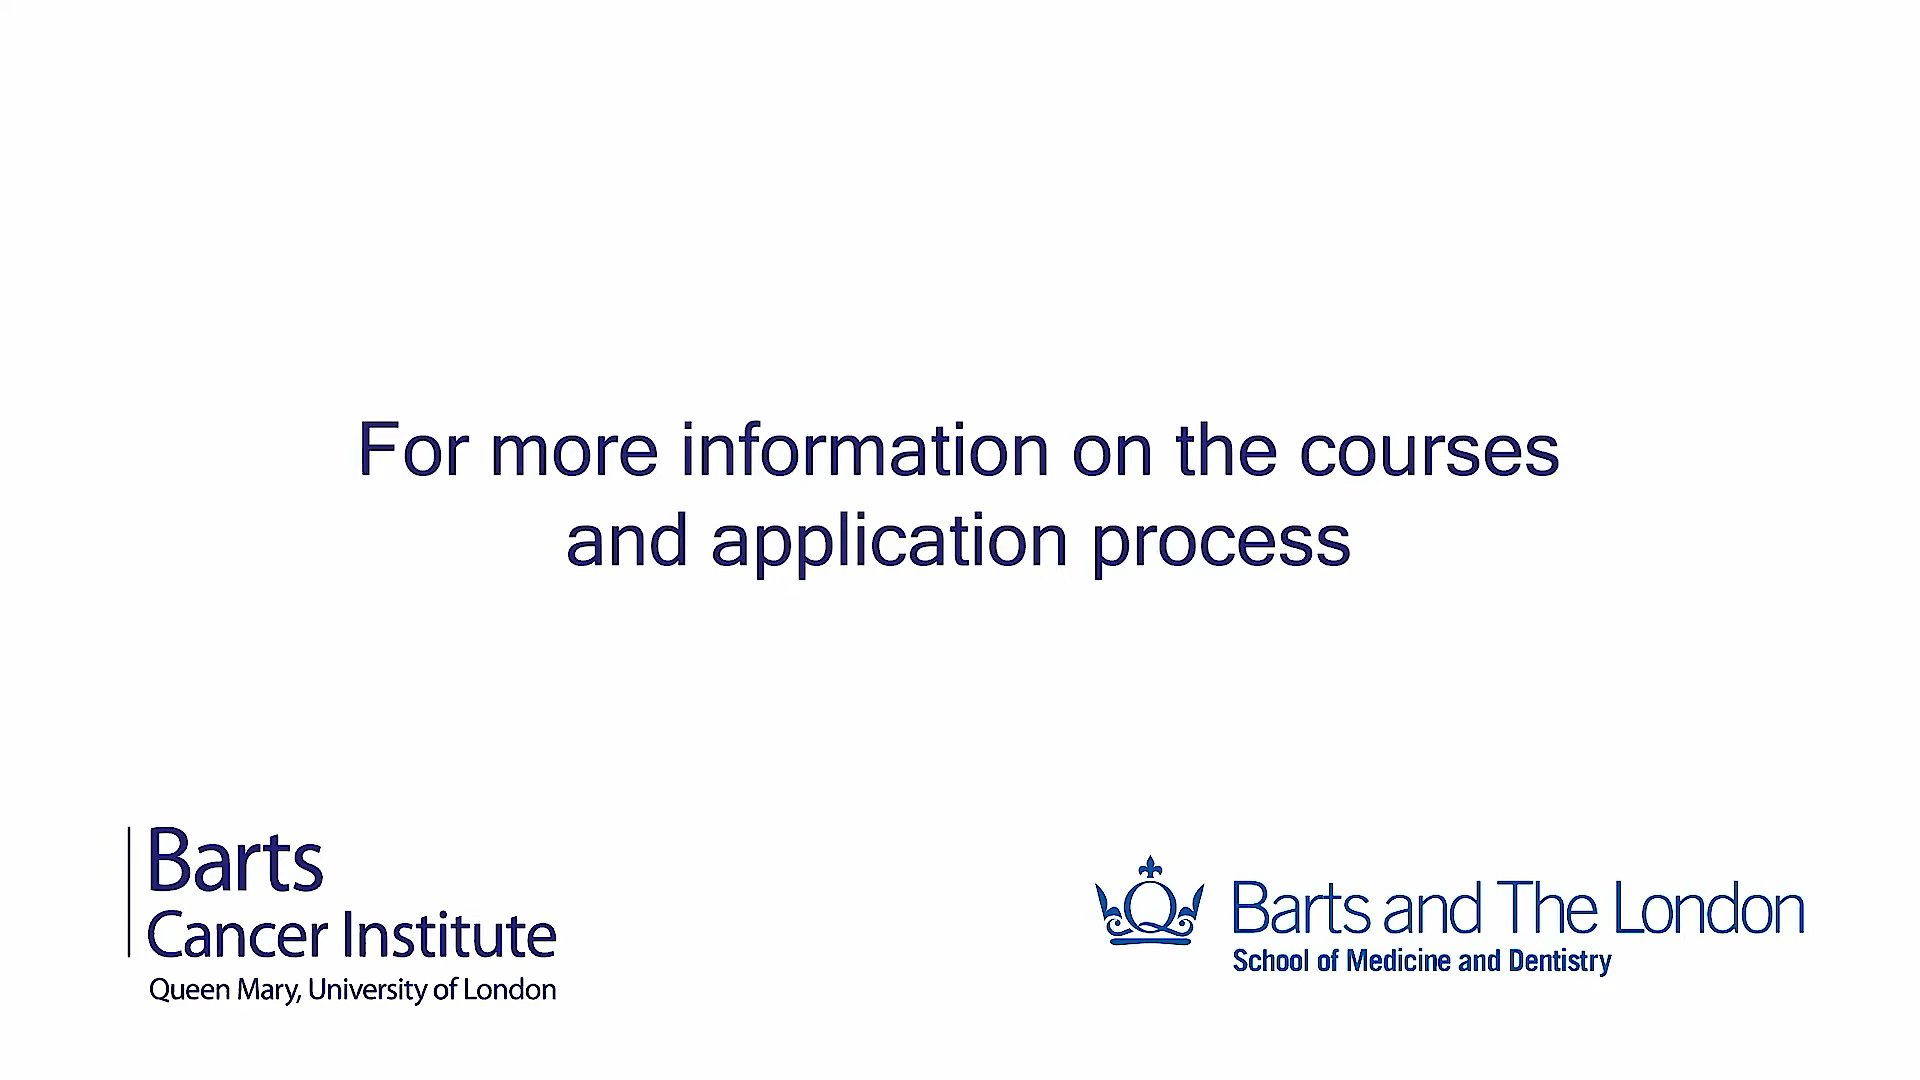 For more information on the courses
and application process
Barts
Cancer Institute
Queen Mary, University of London
Barts and The London
School of Medicine and Dentistry